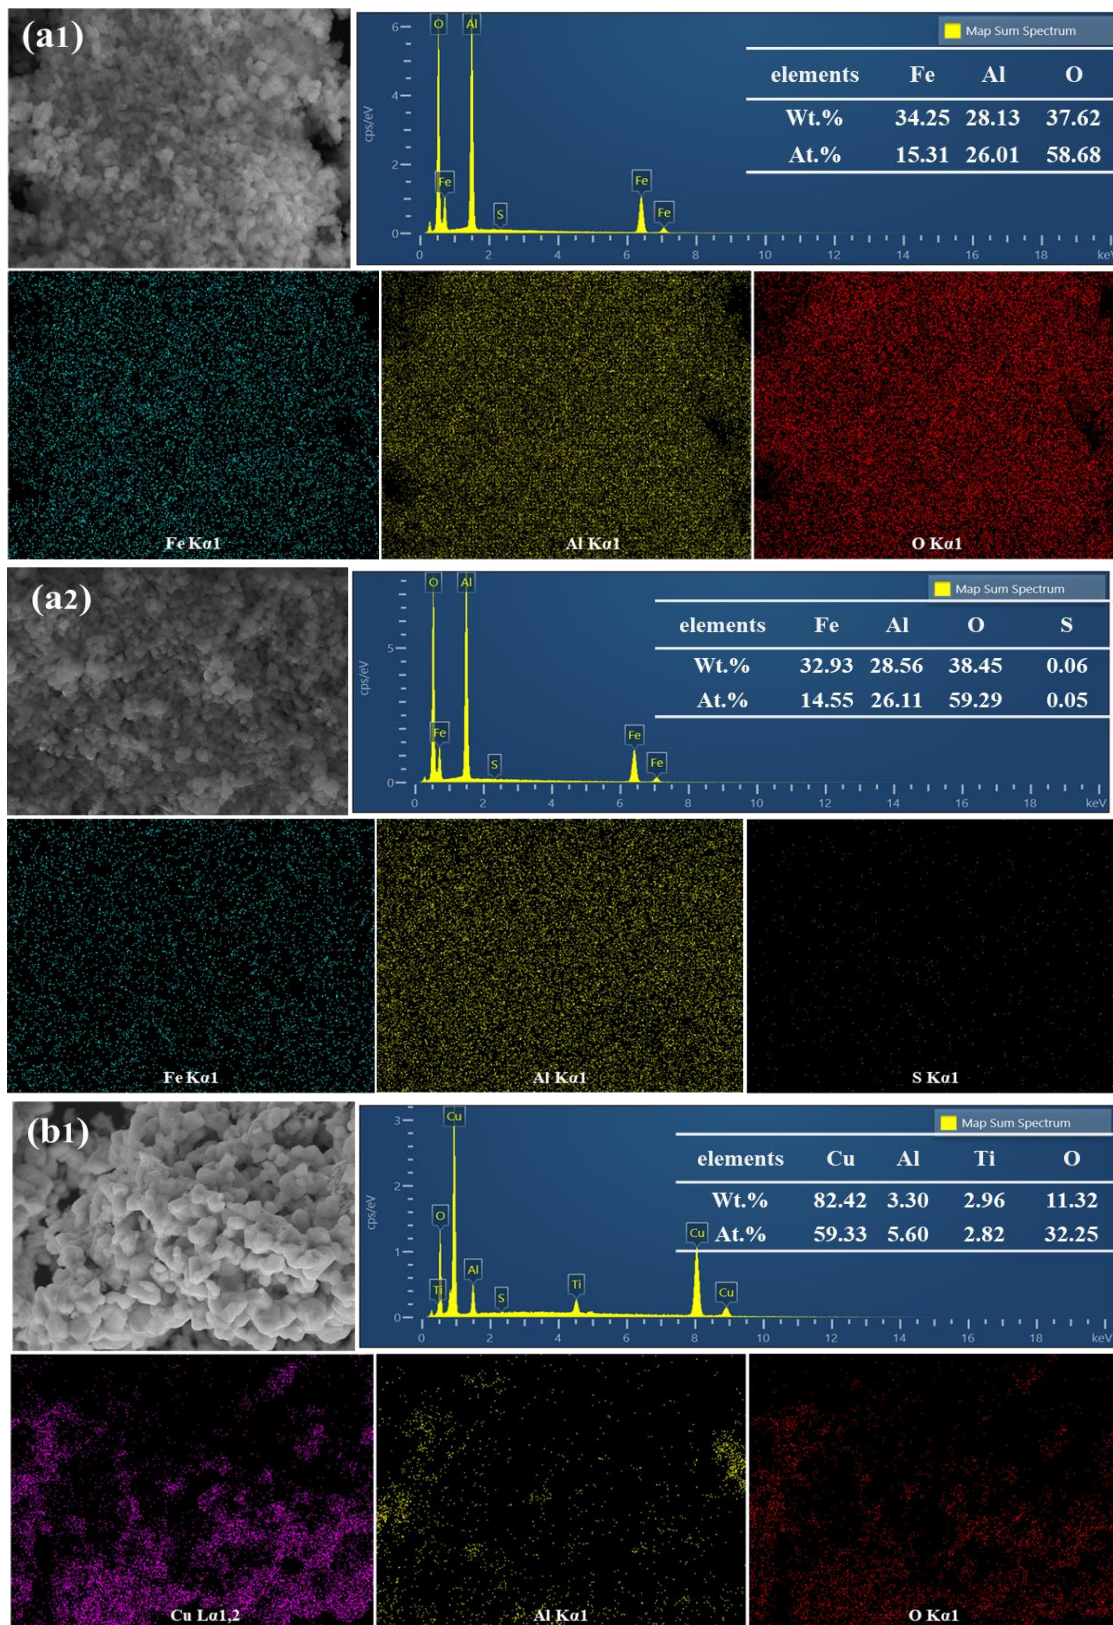 (a1)
Map Sum Spectrum
elements Fe Al O
Wt.% 34.25 28.13 37.62
At.% 15.31 26.01 58.68
cps/eV
6
4
2
0
O Al Fe S Fe Fe
0 2 4 6 8 10 12 14 16 18 keV
Fe Kα1
Al Kα1
O Kα1
(a2)
Map Sum Spectrum
elements Fe Al O S
Wt.% 32.93 28.56 38.45 0.06
At.% 14.55 26.11 59.29 0.05
cps/eV
5
0
O Al Fe S Fe Fe
0 2 4 6 8 10 12 14 16 18 keV
Fe Kα1
Al Kα1
S Kα1
(b1)
Map Sum Spectrum
elements Cu Al Ti O
Wt.% 82.42 3.30 2.96 11.32
At.% 59.33 5.60 2.82 32.25
cps/eV
3
2
1
0
Cu O Ti Al S Ti Cu Cu
0 2 4 6 8 10 12 14 16 18 keV
Cu Lα1,2
Al Kα1
O Kα1